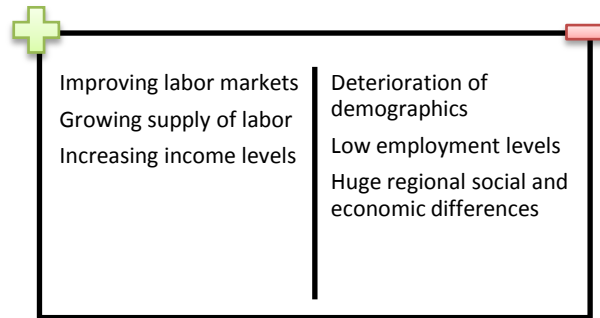 Improving labor markets
Growing supply of labor
Increasing income levels
Deterioration of
demographics
Low employment levels
Huge regional social and
economic differences